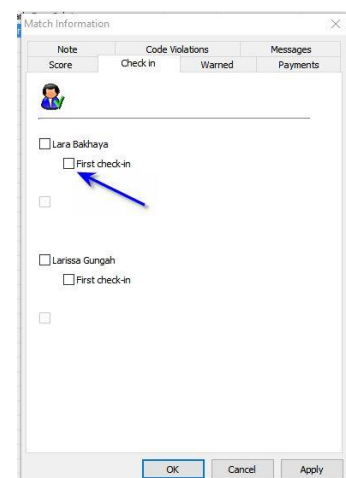 Match Information
Note Code Violations Messages
Score Check in Warned Payments
Lara Bakhaya
First check-in
Larissa Gungah
First check-in
OK Cancel Apply